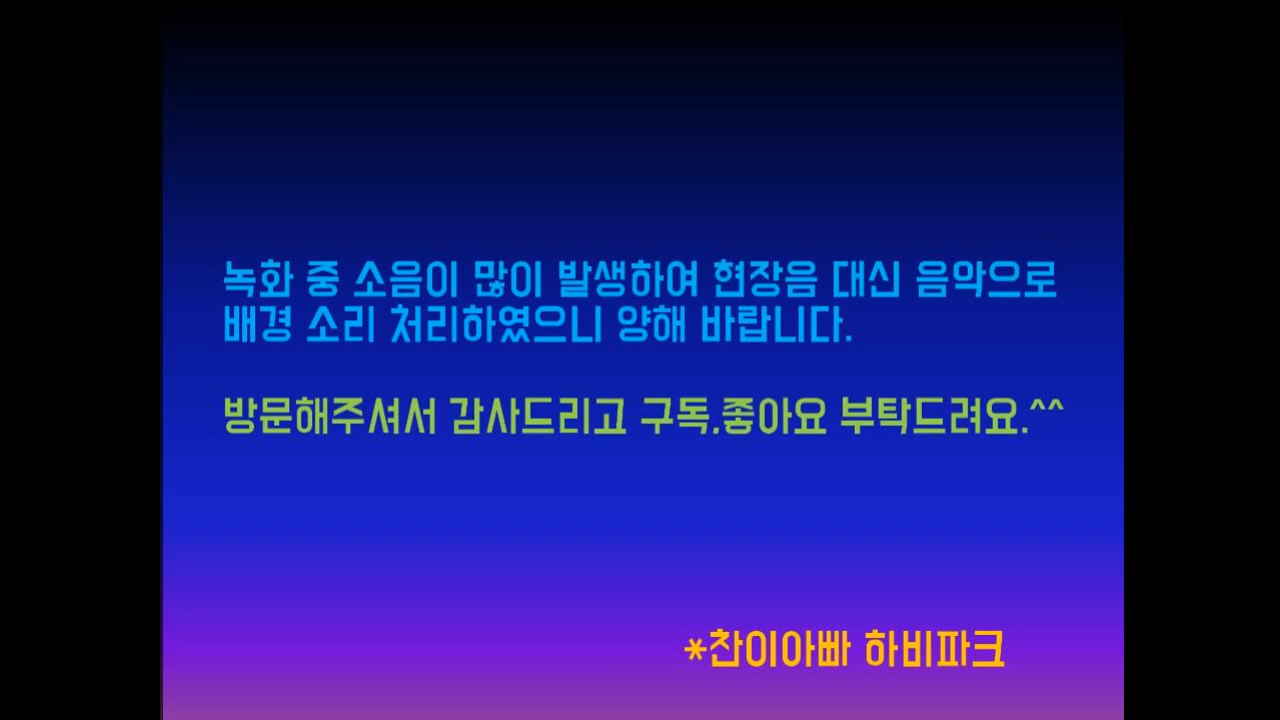 녹화 중 소음이 많이 발생하여 현장음 대신 음악으로
배경 소리 처리하였으니 양해 바랍니다.
방문해주셔서 감사드리고 구독,좋아요 부탁드려요.^^
*찬이아빠 하비파크